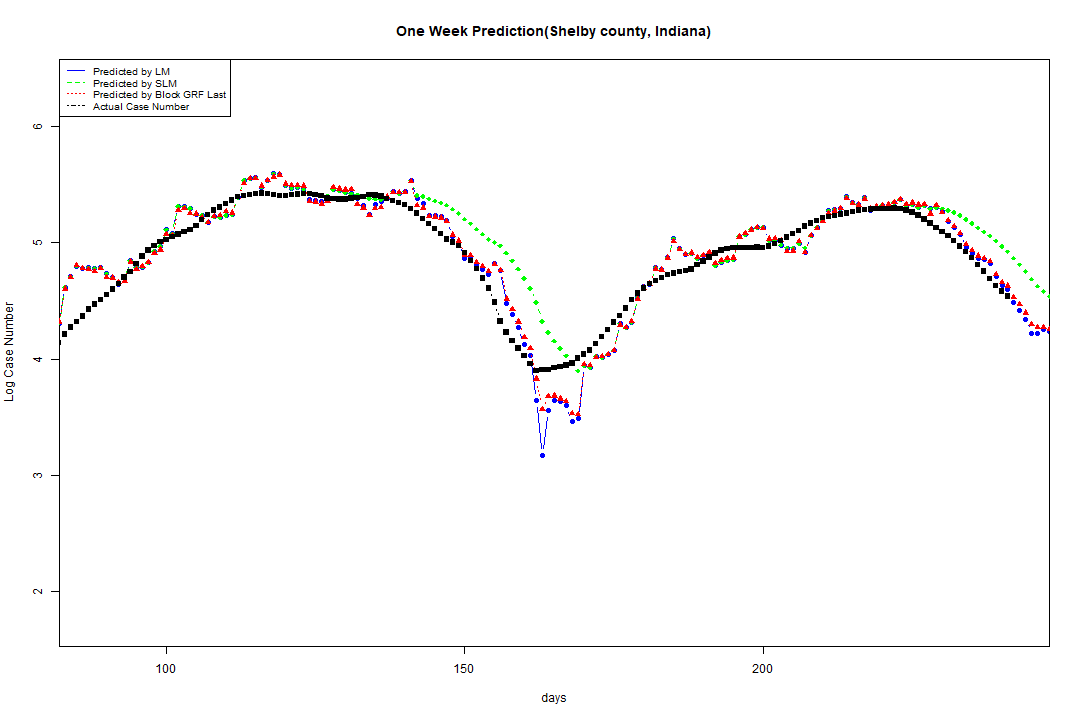 One Week Prediction(Shelby county, Indiana)
Predicted by LM
Predicted by SLM
Predicted by Block GRF Last
Actual Case Number
6
5
4
3
2
Log Case Number
100 150 200
days